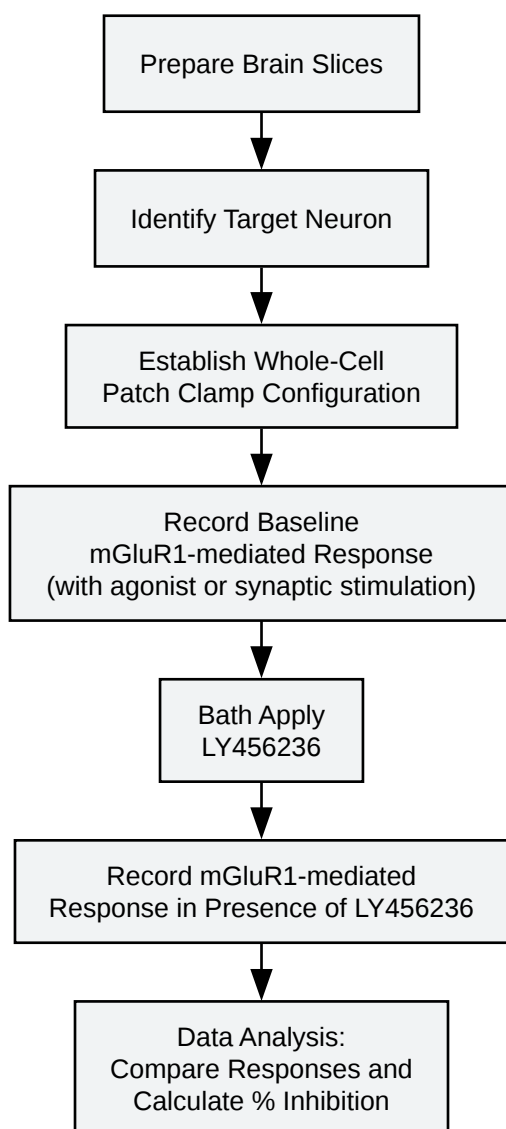 Prepare Brain Slices
Identify Target Neuron
Establish Whole-Cell
Patch Clamp Configuration
Record Baseline
mGluR1-mediated Response
(with agonist or synaptic stimulation)
Bath Apply
LY456236
Record mGluR1-mediated
Response in Presence of LY456236
Data Analysis:
Compare Responses and
Calculate % Inhibition